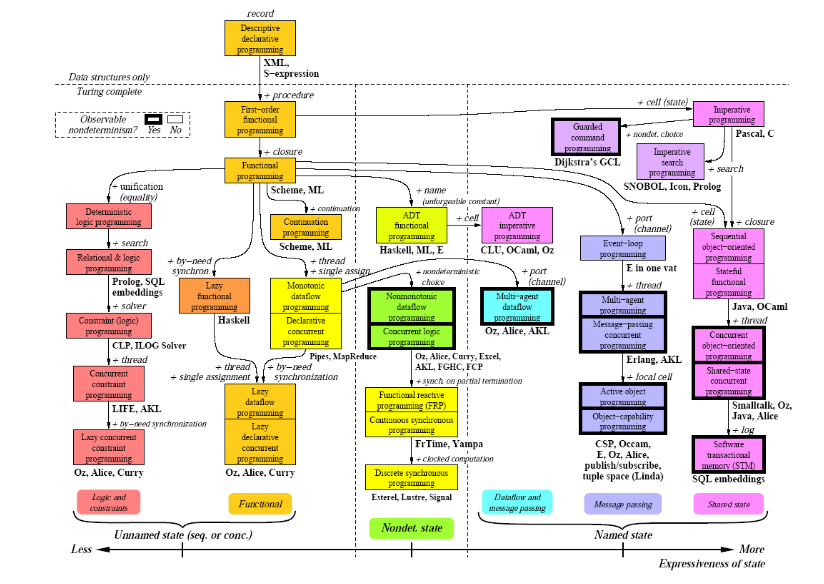 record
Descriptive
declarative
programming
XML,
S−expression
Data structures only
Turing complete
+ procedure
+ cell (state)
Observable
nondeterminism?
Yes
No
First−order
functional
programming
Imperative
programming
Pascal, C
Guarded
command
programming
+ nondet. choice
Dijkstra's GCL
Imperative
search
programming
+ search
SNOBOL, Icon, Prolog
+ closure
Functional
programming
Scheme, ML
+ unification
(equality)
+ continuation
+ name
(unforgeable constant)
+ port
(channel)
+ cell
(state)
+ closure
Deterministic
logic programming
Continuation
programming
Scheme, ML
ADT
functional
programming
Haskell, ML, E
+ cell
ADT
imperative
programming
CLU, OCaml, Oz
Event−loop
programming
E in one vat
Sequential
object−oriented
programming
Stateful
functional
programming
Java, OCaml
+ search
Relational & logic
programming
Prolog, SQL
embeddings
+ by−need
synchron.
+ thread
+ single assign.
+ nondeterministic
choice
+ port
(channel)
+ thread
Lazy
functional
programming
Haskell
Monotonic
dataflow
programming
Declarative
concurrent
programming
Pipes, MapReduce
Nonmonotonic
dataflow
programming
Concurrent logic
programming
Oz, Alice, Curry, Excel,
AKL, FGHC, FCP
Multi−agent
dataflow
programming
Oz, Alice, AKL
Multi−agent
programming
Message−passing
concurrent
programming
Erlang, AKL
+ thread
Concurrent
object−oriented
programming
Shared−state
concurrent
programming
Smalltalk, Oz,
Java, Alice
+ solver
Constraint (logic)
programming
CLP, ILOG Solver
+ thread
+ thread
+ single assignment
+ by−need
synchronization
+ synch. on partial termination
+ local cell
Concurrent
constraint
programming
LIFE, AKL
+ by−need synchronization
Lazy
dataflow
programming
Lazy
declarative
concurrent
programming
Oz, Alice, Curry
Functional reactive
programming (FRP)
Continuous synchronous
programming
FrTime, Yampa
Active object
programming
Object−capability
programming
CSP, Occam,
E, Oz, Alice,
publish/subscribe,
tuple space (Linda)
+ log
Software
transactional
memory (STM)
SQL embeddings
Lazy concurrent
constraint
programming
Oz, Alice, Curry
+ clocked computation
Discrete synchronous
programming
Esterel, Lustre, Signal
Logic and
constraints
Functional
Dataflow and
message passing
Message passing
Shared state
Unnamed state (seq. or conc.)
Nondet. state
Named state
Less
More
Expressiveness of state